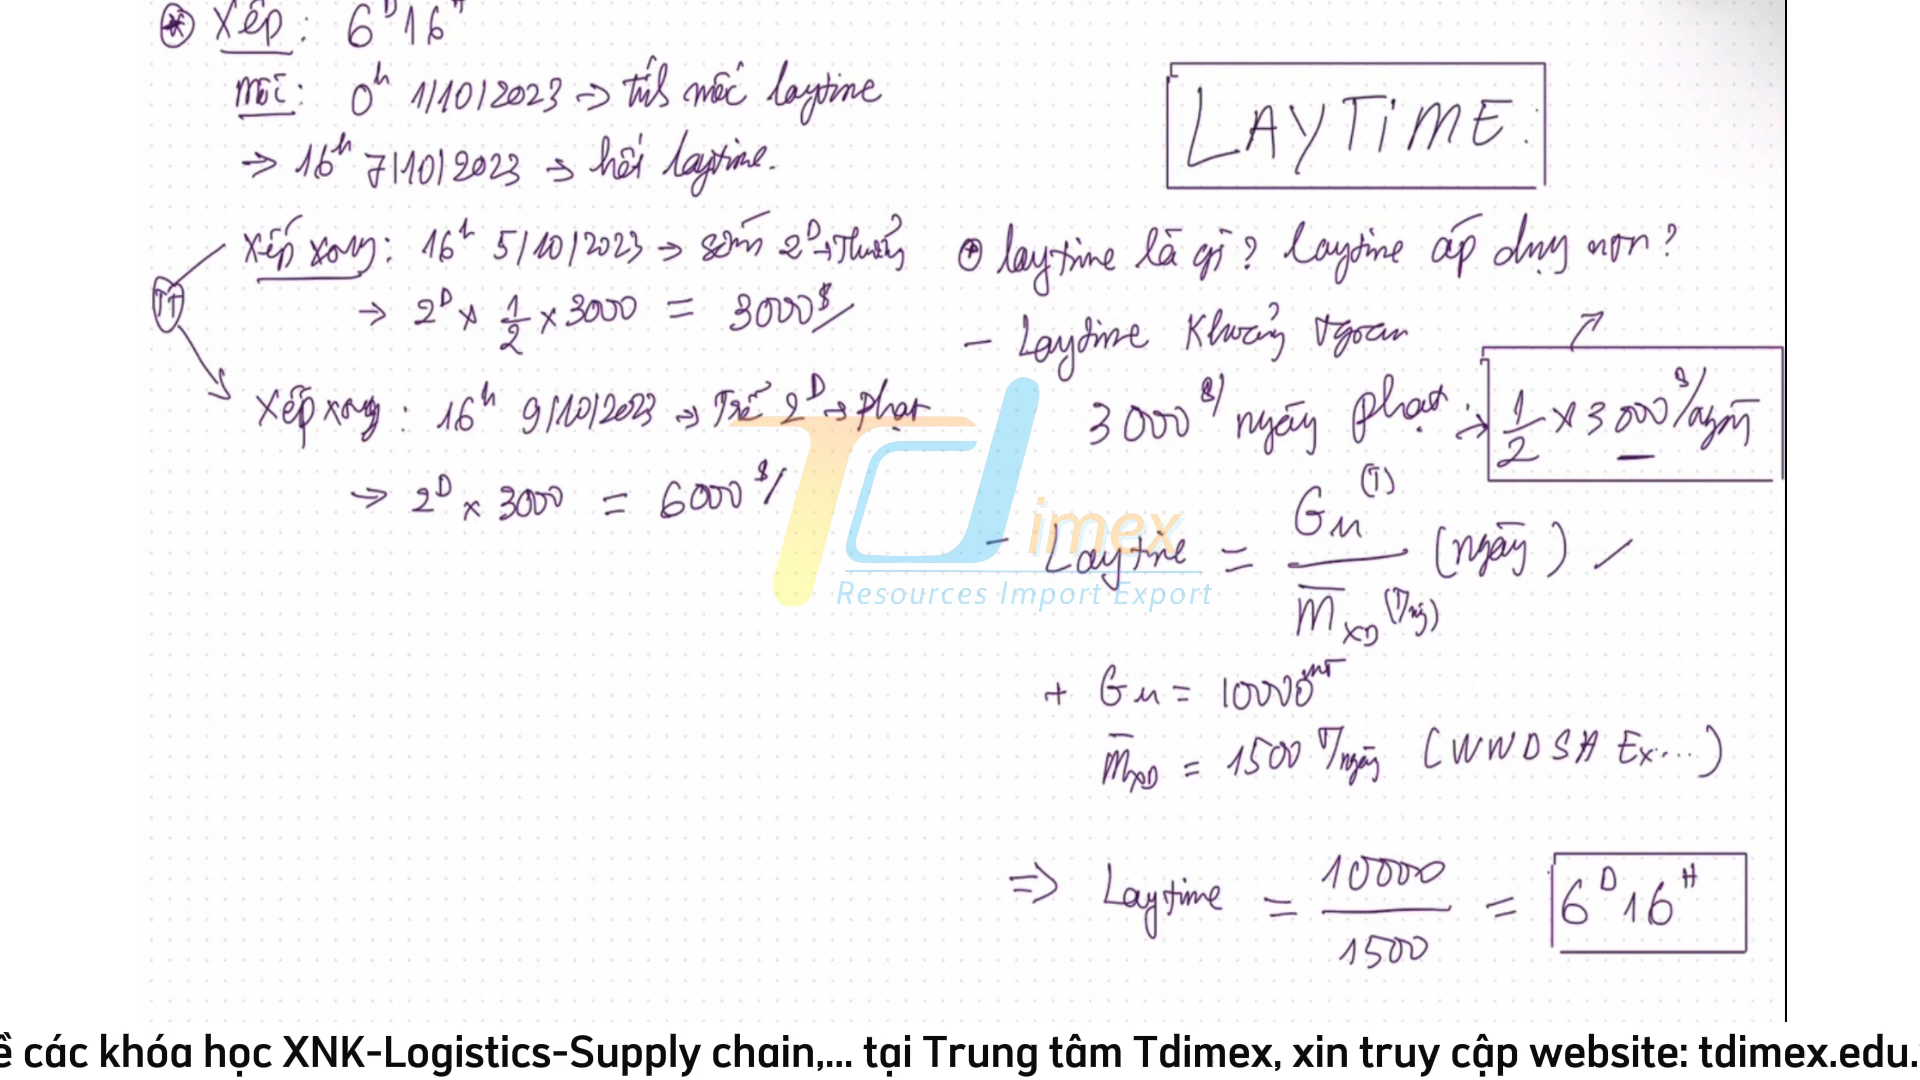 * Xếp: 6D16H
Mốc: 0h 1/10/2023 → tính mốc laytime
⇒ 16h 7/10/2023 → hết laytime.
TT
Xếp xong: 16h 5/10/2023 → sớm 2D → Thưởng
→ 2D x 1/2 x 3000 = 3000$/
Xếp xong: 16h 9/10/2023 → Trễ 2D → phạt
→ 2D x 3000 = 6000$/
LAYTIME.
+ laytime là gì? Laytime áp dụng
- Laytime Khoảng
3000$/ngày phạt → 1/2 x 3000$/ngày
- Laytime = Gn (T) / M̅XD (T/ng) (ngày)
+ Gn = 10000MT
m̅XD = 1500 T/ngày (WWDSA Ex....)
⇒ Laytime = 10000 / 1500 = 6D16H
TDimex
Resources Import Export
ề các khóa học XNK-Logistics-Supply chain,... tại Trung tâm Tdimex, xin truy cập website: tdimex.edu.